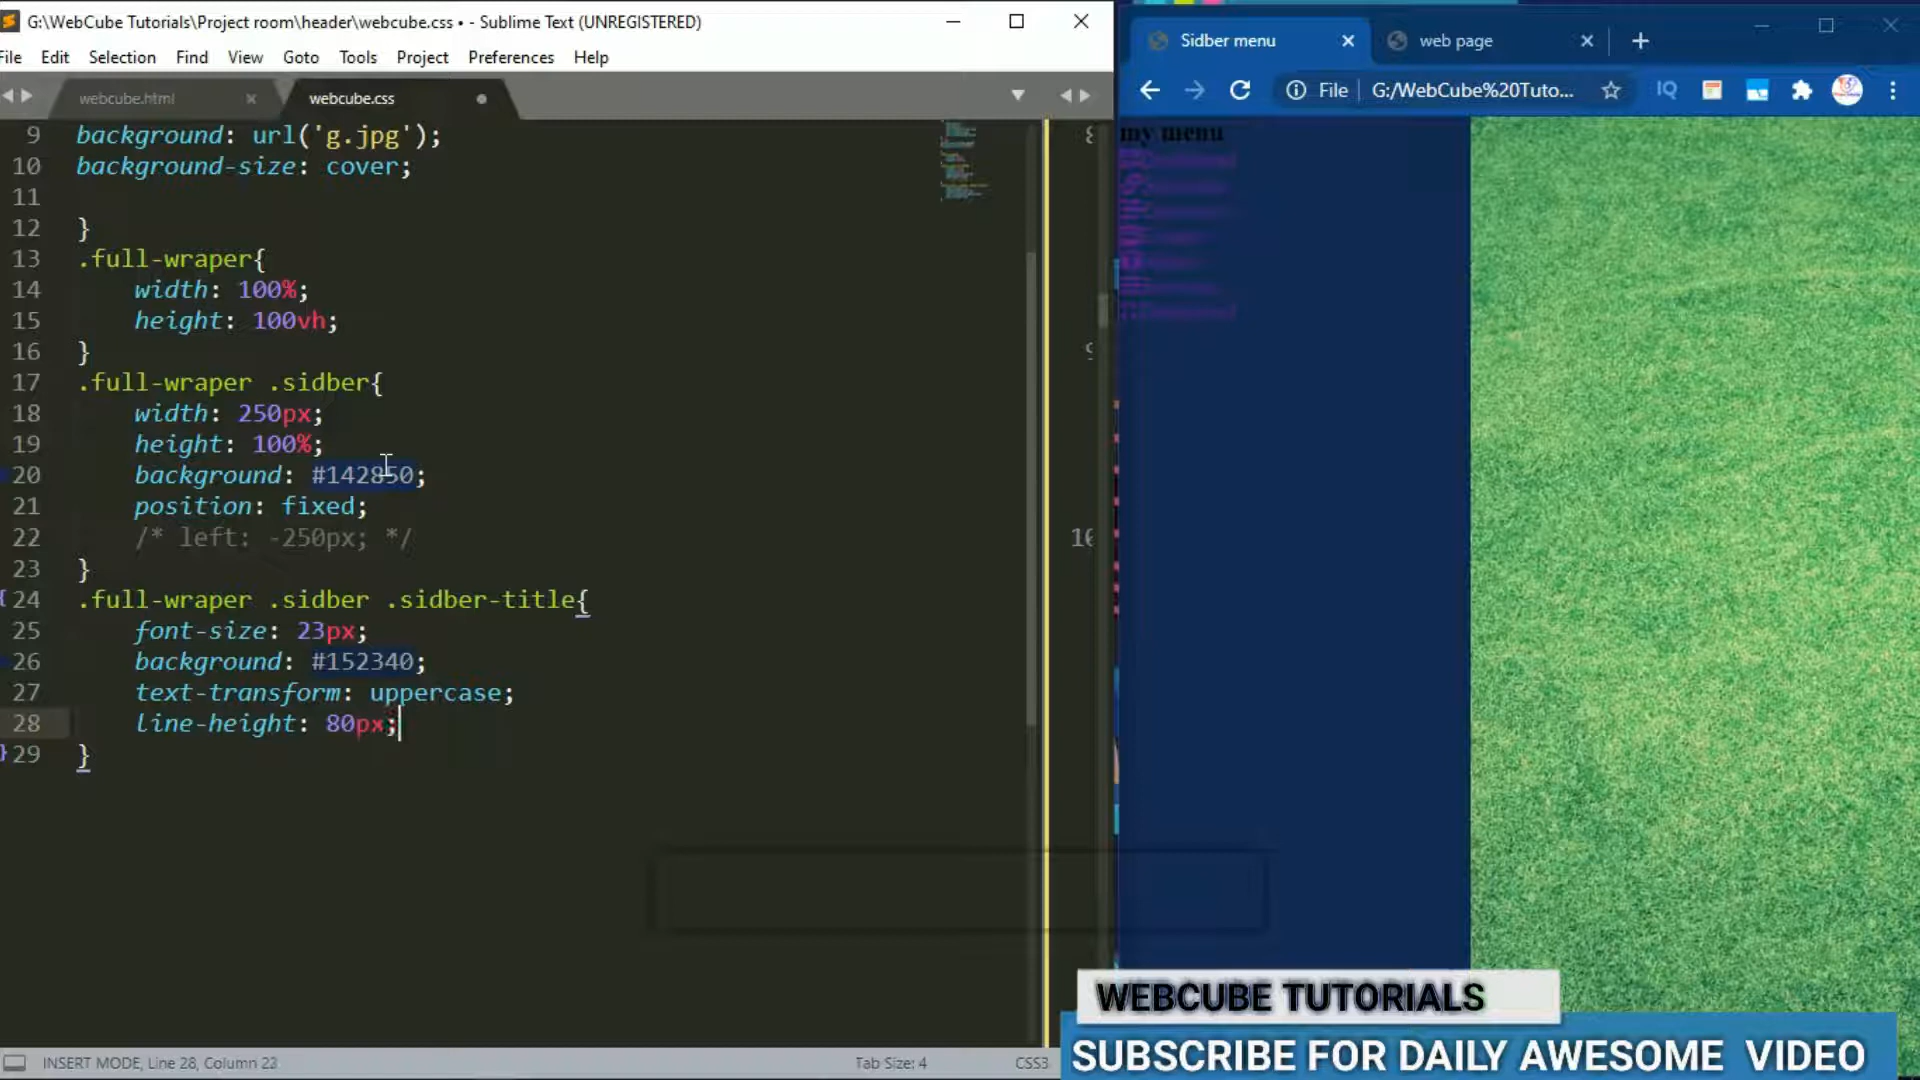 G:\WebCube Tutorials\Project room\header\webcube.css • - Sublime Text (UNREGISTERED)
File Edit Selection Find View Goto Tools Project Preferences Help
webcube.html
webcube.css
9 background: url('g.jpg');
10 background-size: cover;
11
12 }
13 .full-wraper{
14 width: 100%;
15 height: 100vh;
16 }
17 .full-wraper .sidber{
18 width: 250px;
19 height: 100%;
20 background: #142850;
21 position: fixed;
22 /* left: -250px; */
23 }
24 .full-wraper .sidber .sidber-title{
25 font-size: 23px;
26 background: #152340;
27 text-transform: uppercase;
28 line-height: 80px;
29 }
INSERT MODE, Line 28, Column 23
Tab Size: 4
CSS3
8
9
10
Sidber menu
web page
File
G:/WebCube%20Tuto...
IQ
my menu
WEBCUBE TUTORIALS
SUBSCRIBE FOR DAILY AWESOME VIDEO